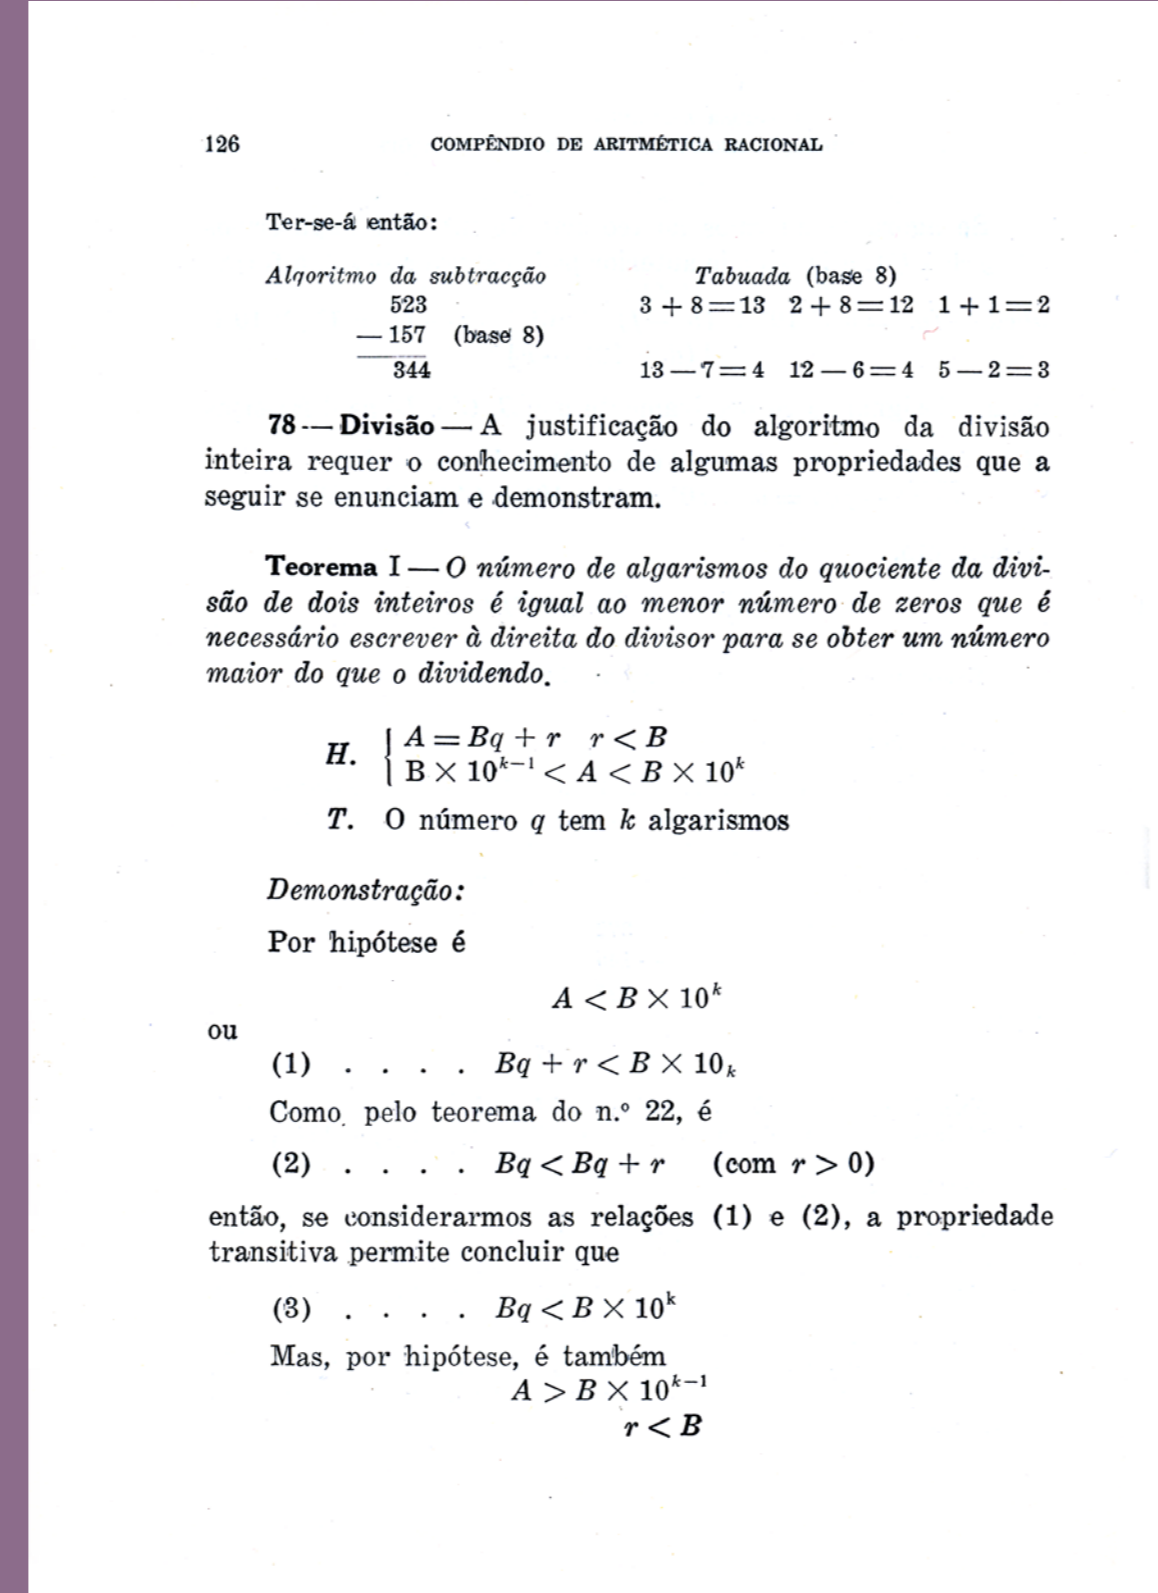 126 COMPÊNDIO DE ARITMÉTICA RACIONAL
Ter-se-á então:
Algoritmo da subtracção Tabuada (base 8)
523 3 + 8 = 13 2 + 8 = 12 1 + 1 = 2
— 157 (base 8)
344 13 — 7 = 4 12 — 6 = 4 5 — 2 = 3
78 — Divisão — A justificação do algoritmo da divisão
inteira requer o conhecimento de algumas propriedades que a
seguir se enunciam e demonstram.
Teorema I — O número de algarismos do quociente da divi-
são de dois inteiros é igual ao menor número de zeros que é
necessário escrever à direita do divisor para se obter um número
maior do que o dividendo.
H. { A = Bq + r r < B
B × 10^{k-1} < A < B × 10^k
T. O número q tem k algarismos
Demonstração:
Por hipótese é
A < B × 10^k
ou
(1) . . . . Bq + r < B × 10_k
Como pelo teorema do n.º 22, é
(2) . . . . Bq < Bq + r (com r > 0)
então, se considerarmos as relações (1) e (2), a propriedade
transitiva permite concluir que
(3) . . . . Bq < B × 10^k
Mas, por hipótese, é também
A > B × 10^{k-1}
r < B